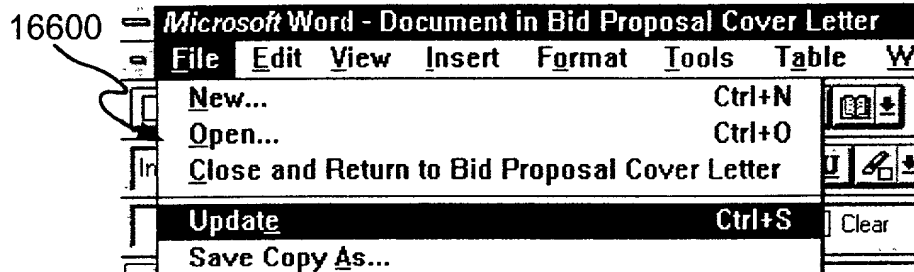 16600
Microsoft Word - Document in Bid Proposal Cover Letter
File Edit View Insert Format Tools Table W
New... Ctrl+N
Open... Ctrl+O
In Close and Return to Bid Proposal Cover Letter U
Update Ctrl+S Clear
Save Copy As...